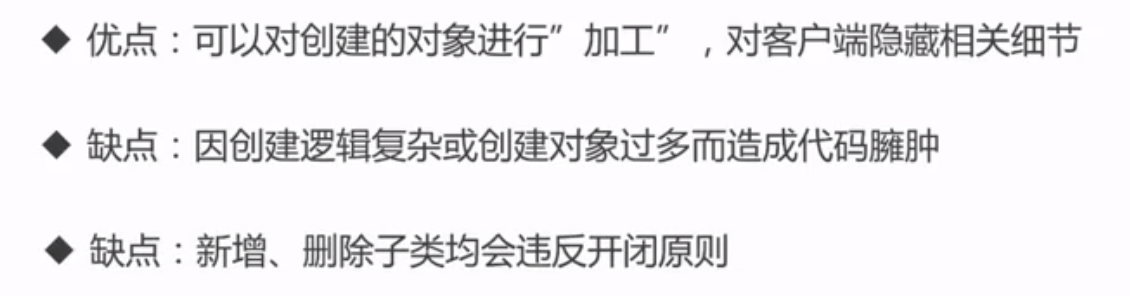 ◆ 优点：可以对创建的对象进行”加工”，对客户端隐藏相关细节
◆ 缺点：因创建逻辑复杂或创建对象过多而造成代码臃肿
◆ 缺点：新增、删除子类均会违反开闭原则